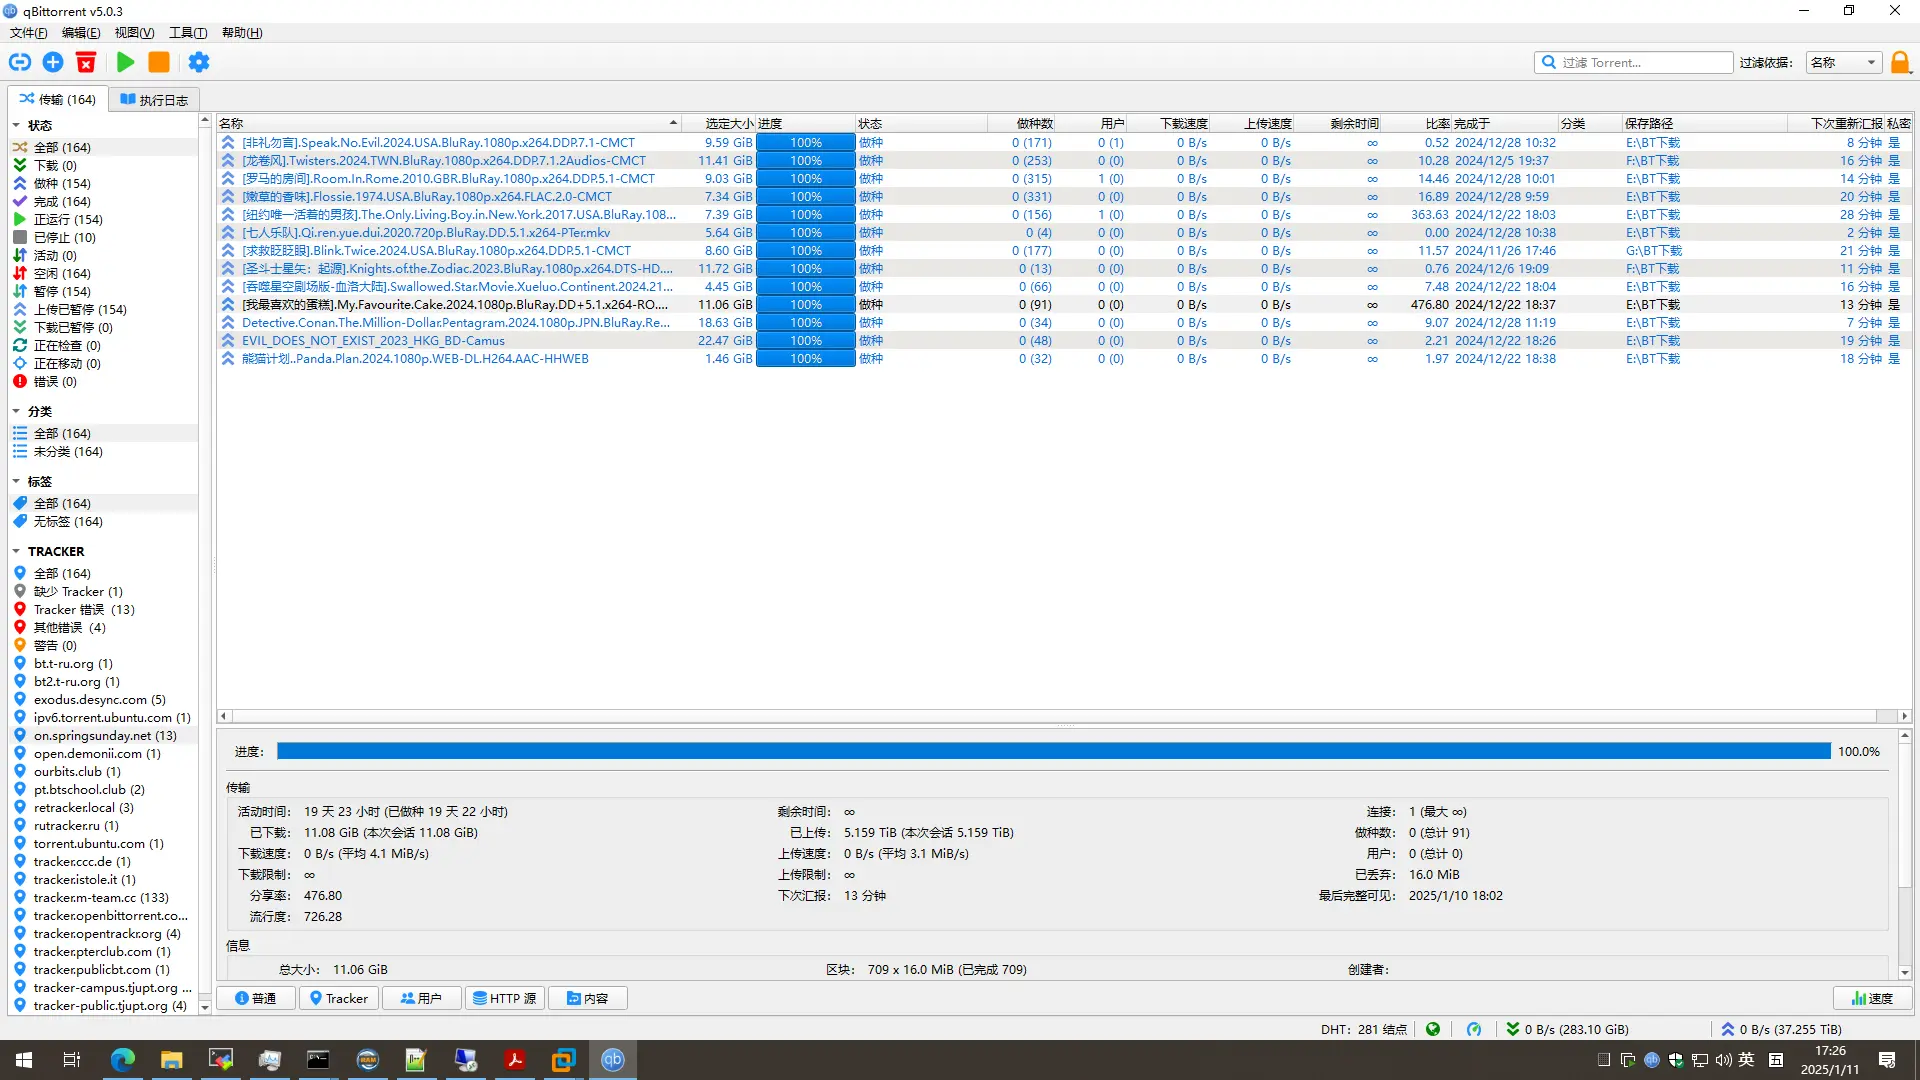 qBittorrent v5.0.3
文件(F) 编辑(E) 视图(V) 工具(T) 帮助(H)
过滤 Torrent... 过滤依据: 名称
传输 (164) 执行日志
状态
全部 (164)
下载 (0)
做种 (154)
完成 (164)
正运行 (154)
已停止 (10)
活动 (0)
空闲 (164)
暂停 (154)
上传已暂停 (154)
下载已暂停 (0)
正在检查 (0)
正在移动 (0)
错误 (0)
分类
全部 (164)
未分类 (164)
标签
全部 (164)
无标签 (164)
TRACKER
全部 (164)
缺少 Tracker (1)
Tracker 错误 (13)
其他错误 (4)
警告 (0)
bt.t-ru.org (1)
bt2.t-ru.org (1)
exodus.desync.com (5)
ipv6.torrent.ubuntu.com (1)
on.springsunday.net (13)
open.demonii.com (1)
ourbits.club (1)
pt.btschool.club (2)
retracker.local (3)
rutracker.ru (1)
torrent.ubuntu.com (1)
tracker.ccc.de (1)
tracker.istole.it (1)
tracker.m-team.cc (133)
tracker.openbittorrent.co...
tracker.opentrackr.org (4)
tracker.pterclub.com (1)
tracker.publicbt.com (1)
tracker-campus.tjupt.org ...
tracker-public.tjupt.org (4)
名称 选定大小 进度 状态 做种数 用户 下载速度 上传速度 剩余时间 比率 完成于 分类 保存路径 下次重新汇报 私密
[非礼勿言].Speak.No.Evil.2024.USA.BluRay.1080p.x264.DDP.7.1-CMCT 9.59 GiB 100% 做种 0 (171) 0 (1) 0 B/s 0 B/s ∞ 0.52 2024/12/28 10:32 E:\BT下载 8 分钟 是
[龙卷风].Twisters.2024.TWN.BluRay.1080p.x264.DDP.7.1.2Audios-CMCT 11.41 GiB 100% 做种 0 (253) 0 (0) 0 B/s 0 B/s ∞ 10.28 2024/12/5 19:37 F:\BT下载 16 分钟 是
[罗马的房间].Room.In.Rome.2010.GBR.BluRay.1080p.x264.DDP.5.1-CMCT 9.03 GiB 100% 做种 0 (315) 1 (0) 0 B/s 0 B/s ∞ 14.46 2024/12/28 10:01 E:\BT下载 14 分钟 是
[嫩草的香味].Flossie.1974.USA.BluRay.1080p.x264.FLAC.2.0-CMCT 7.34 GiB 100% 做种 0 (331) 0 (0) 0 B/s 0 B/s ∞ 16.89 2024/12/28 9:59 E:\BT下载 20 分钟 是
[纽约唯一活着的男孩].The.Only.Living.Boy.in.New.York.2017.USA.BluRay.108... 7.39 GiB 100% 做种 0 (156) 1 (0) 0 B/s 0 B/s ∞ 363.63 2024/12/22 18:03 E:\BT下载 28 分钟 是
[七人乐队].Qi.ren.yue.dui.2020.720p.BluRay.DD.5.1.x264-PTer.mkv 5.64 GiB 100% 做种 0 (4) 0 (0) 0 B/s 0 B/s ∞ 0.00 2024/12/28 10:38 E:\BT下载 2 分钟 是
[求救眨眨眼].Blink.Twice.2024.USA.BluRay.1080p.x264.DDP.5.1-CMCT 8.60 GiB 100% 做种 0 (177) 0 (0) 0 B/s 0 B/s ∞ 11.57 2024/11/26 17:46 G:\BT下载 21 分钟 是
[圣斗士星矢：起源].Knights.of.the.Zodiac.2023.BluRay.1080p.x264.DTS-HD.... 11.72 GiB 100% 做种 0 (13) 0 (0) 0 B/s 0 B/s ∞ 0.76 2024/12/6 19:09 F:\BT下载 11 分钟 是
[吞噬星空剧场版-血洛大陆].Swallowed.Star.Movie.Xueluo.Continent.2024.21... 4.45 GiB 100% 做种 0 (66) 0 (0) 0 B/s 0 B/s ∞ 7.48 2024/12/22 18:04 E:\BT下载 16 分钟 是
[我最喜欢的蛋糕].My.Favourite.Cake.2024.1080p.BluRay.DD+5.1.x264-RO.... 11.06 GiB 100% 做种 0 (91) 0 (0) 0 B/s 0 B/s ∞ 476.80 2024/12/22 18:37 E:\BT下载 13 分钟 是
Detective.Conan.The.Million-Dollar.Pentagram.2024.1080p.JPN.BluRay.Re... 18.63 GiB 100% 做种 0 (34) 0 (0) 0 B/s 0 B/s ∞ 9.07 2024/12/28 11:19 E:\BT下载 7 分钟 是
EVIL_DOES_NOT_EXIST_2023_HKG_BD-Camus 22.47 GiB 100% 做种 0 (48) 0 (0) 0 B/s 0 B/s ∞ 2.21 2024/12/22 18:26 E:\BT下载 19 分钟 是
熊猫计划..Panda.Plan.2024.1080p.WEB-DL.H264.AAC-HHWEB 1.46 GiB 100% 做种 0 (32) 0 (0) 0 B/s 0 B/s ∞ 1.97 2024/12/22 18:38 E:\BT下载 18 分钟 是
进度: 100.0%
传输
活动时间: 19 天 23 小时 (已做种 19 天 22 小时) 剩余时间: ∞ 连接: 1 (最大 ∞)
已下载: 11.08 GiB (本次会话 11.08 GiB) 已上传: 5.159 TiB (本次会话 5.159 TiB) 做种数: 0 (总计 91)
下载速度: 0 B/s (平均 4.1 MiB/s) 上传速度: 0 B/s (平均 3.1 MiB/s) 用户: 0 (总计 0)
下载限制: ∞ 上传限制: ∞ 已丢弃: 16.0 MiB
分享率: 476.80 下次汇报: 13 分钟 最后完整可见: 2025/1/10 18:02
流行度: 726.28
信息
总大小: 11.06 GiB 区块: 709 x 16.0 MiB (已完成 709) 创建者:
普通 Tracker 用户 HTTP 源 内容 速度
DHT: 281 结点 0 B/s (283.10 GiB) 0 B/s (37.255 TiB)
英 五 17:26
2025/1/11